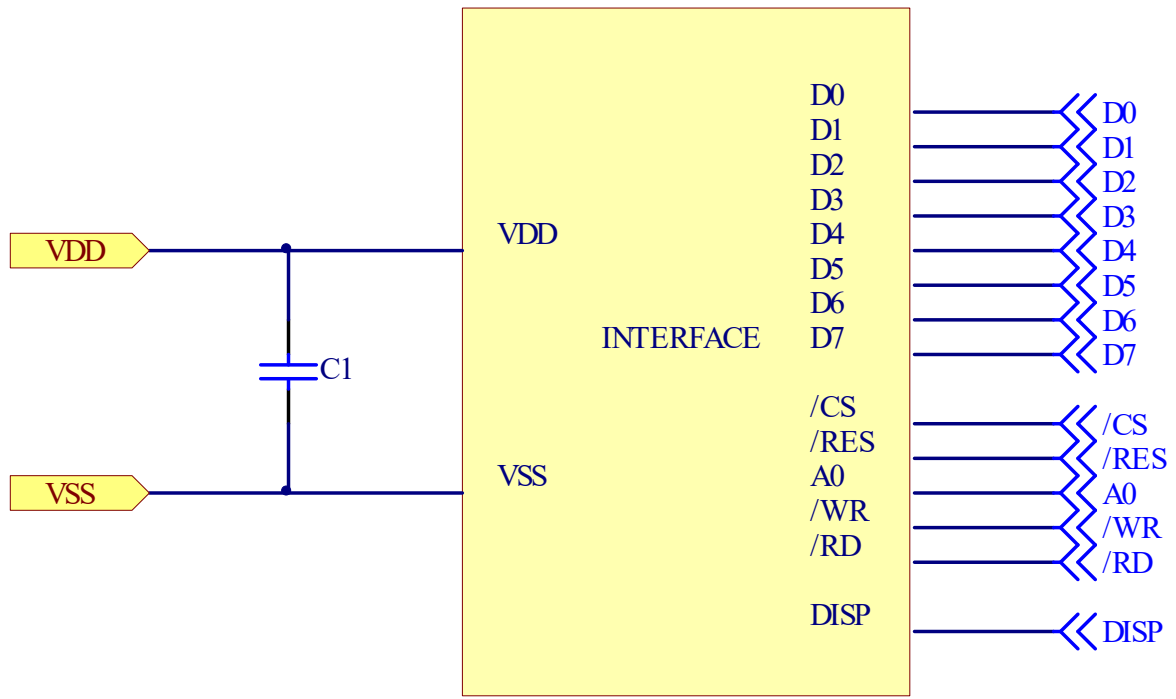 D0
D0
D1
D1
D2
D2
D3
D3
VDD
VDD
D4
D4
D5
D5
D6
D6
INTERFACE
D7
D7
C1
/CS
/CS
/RES
/RES
VSS
VSS
A0
A0
/WR
/WR
/RD
/RD
DISP
DISP